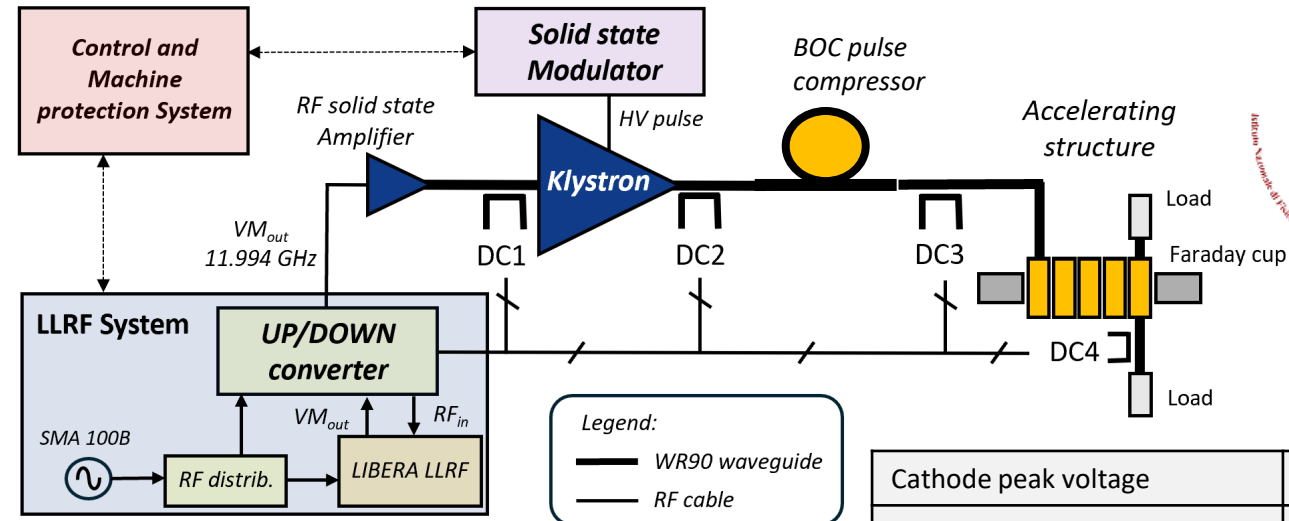 Control and
Machine
protection System
Solid state
Modulator
BOC pulse
compressor
RF solid state
Amplifier
HV pulse
Accelerating
structure
Klystron
Load
VMout
11.994 GHz
DC1
DC2
DC3
Faraday cup
LLRF System
UP/DOWN
converter
DC4
VMout
RFin
Load
SMA 100B
RF distrib.
LIBERA LLRF
Legend:
WR90 waveguide
RF cable
Cathode peak voltage